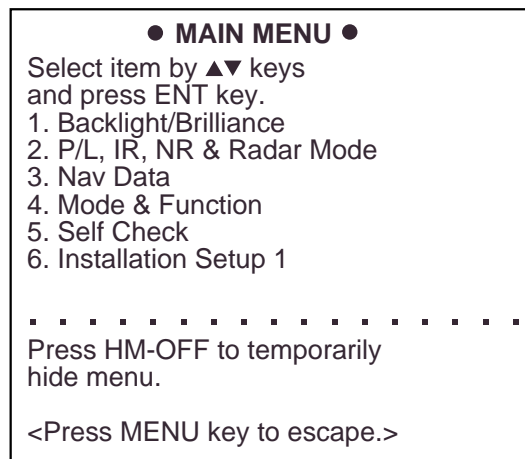 ● MAIN MENU ●
Select item by ▲▼ keys
and press ENT key.
1. Backlight/Brilliance
2. P/L, IR, NR & Radar Mode
3. Nav Data
4. Mode & Function
5. Self Check
6. Installation Setup 1
Press HM-OFF to temporarily
hide menu.
<Press MENU key to escape.>